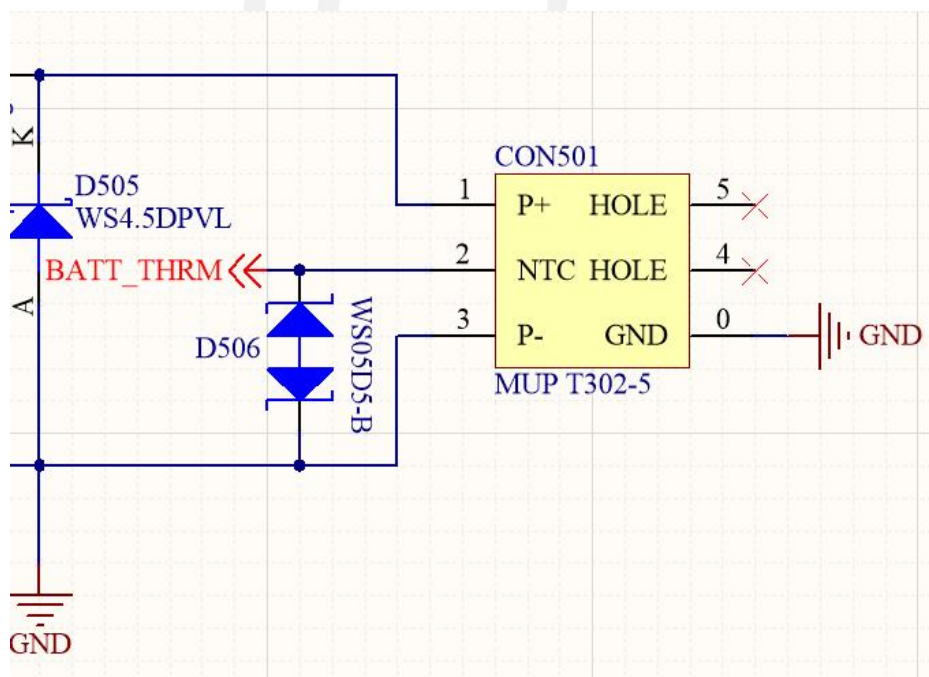 K
D505
WS4.5DPVL
A
BATT_THRM
D506
WS05D5-B
CON501
1 P+ HOLE 5
2 NTC HOLE 4
3 P- GND 0
MUP T302-5
GND
GND